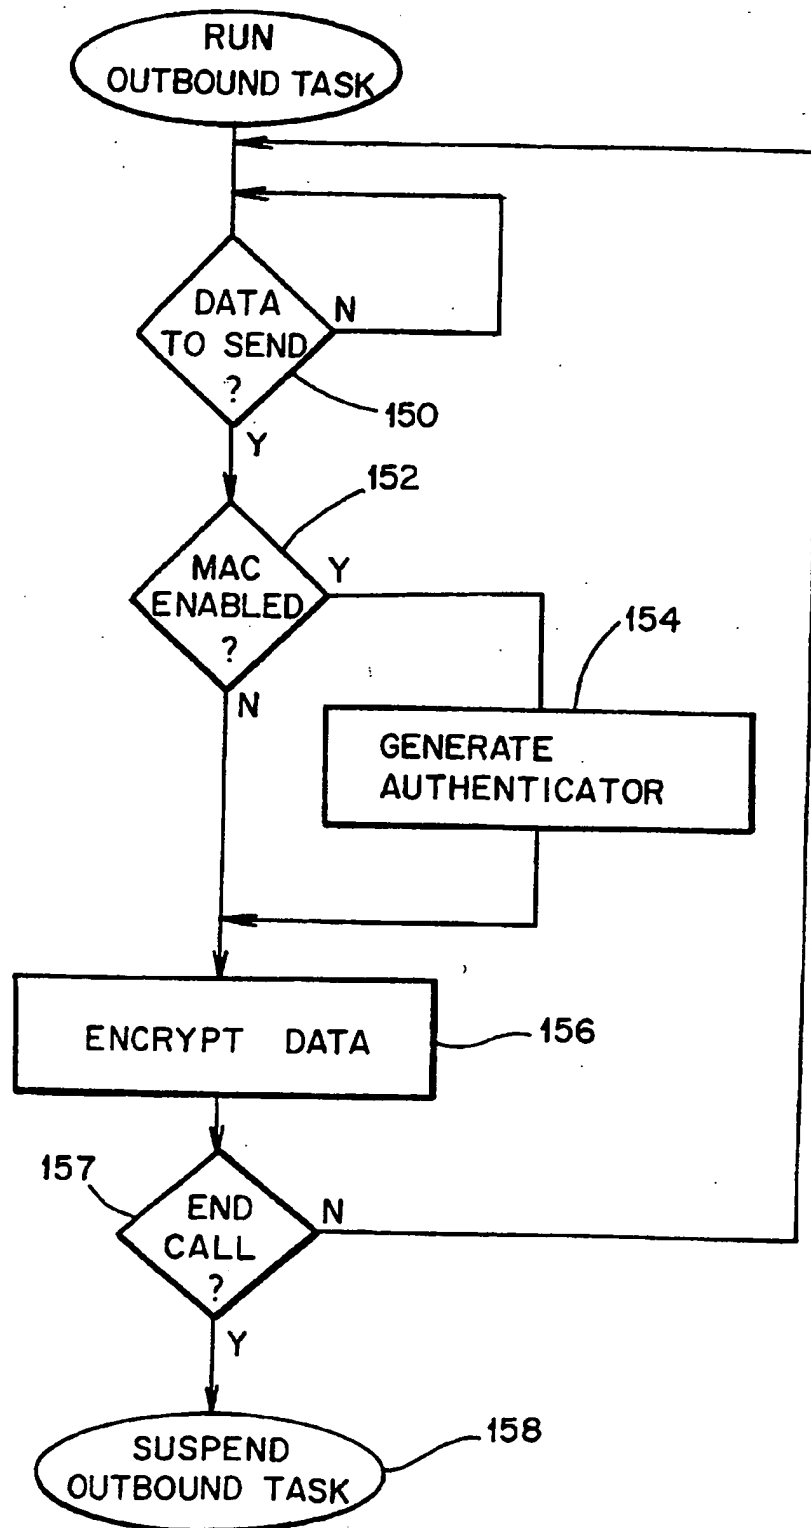 RUN
OUTBOUND TASK
DATA
TO SEND
?
N
150
Y
152
MAC
ENABLED
?
Y
N
154
GENERATE
AUTHENTICATOR
ENCRYPT DATA
156
157
END
CALL
?
N
Y
SUSPEND
OUTBOUND TASK
158